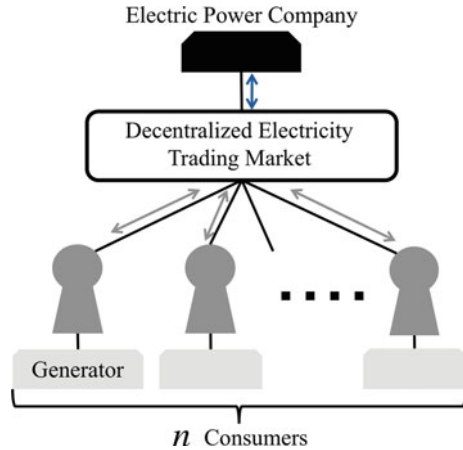 Electric Power Company
Decentralized Electricity
Trading Market
Generator
n Consumers